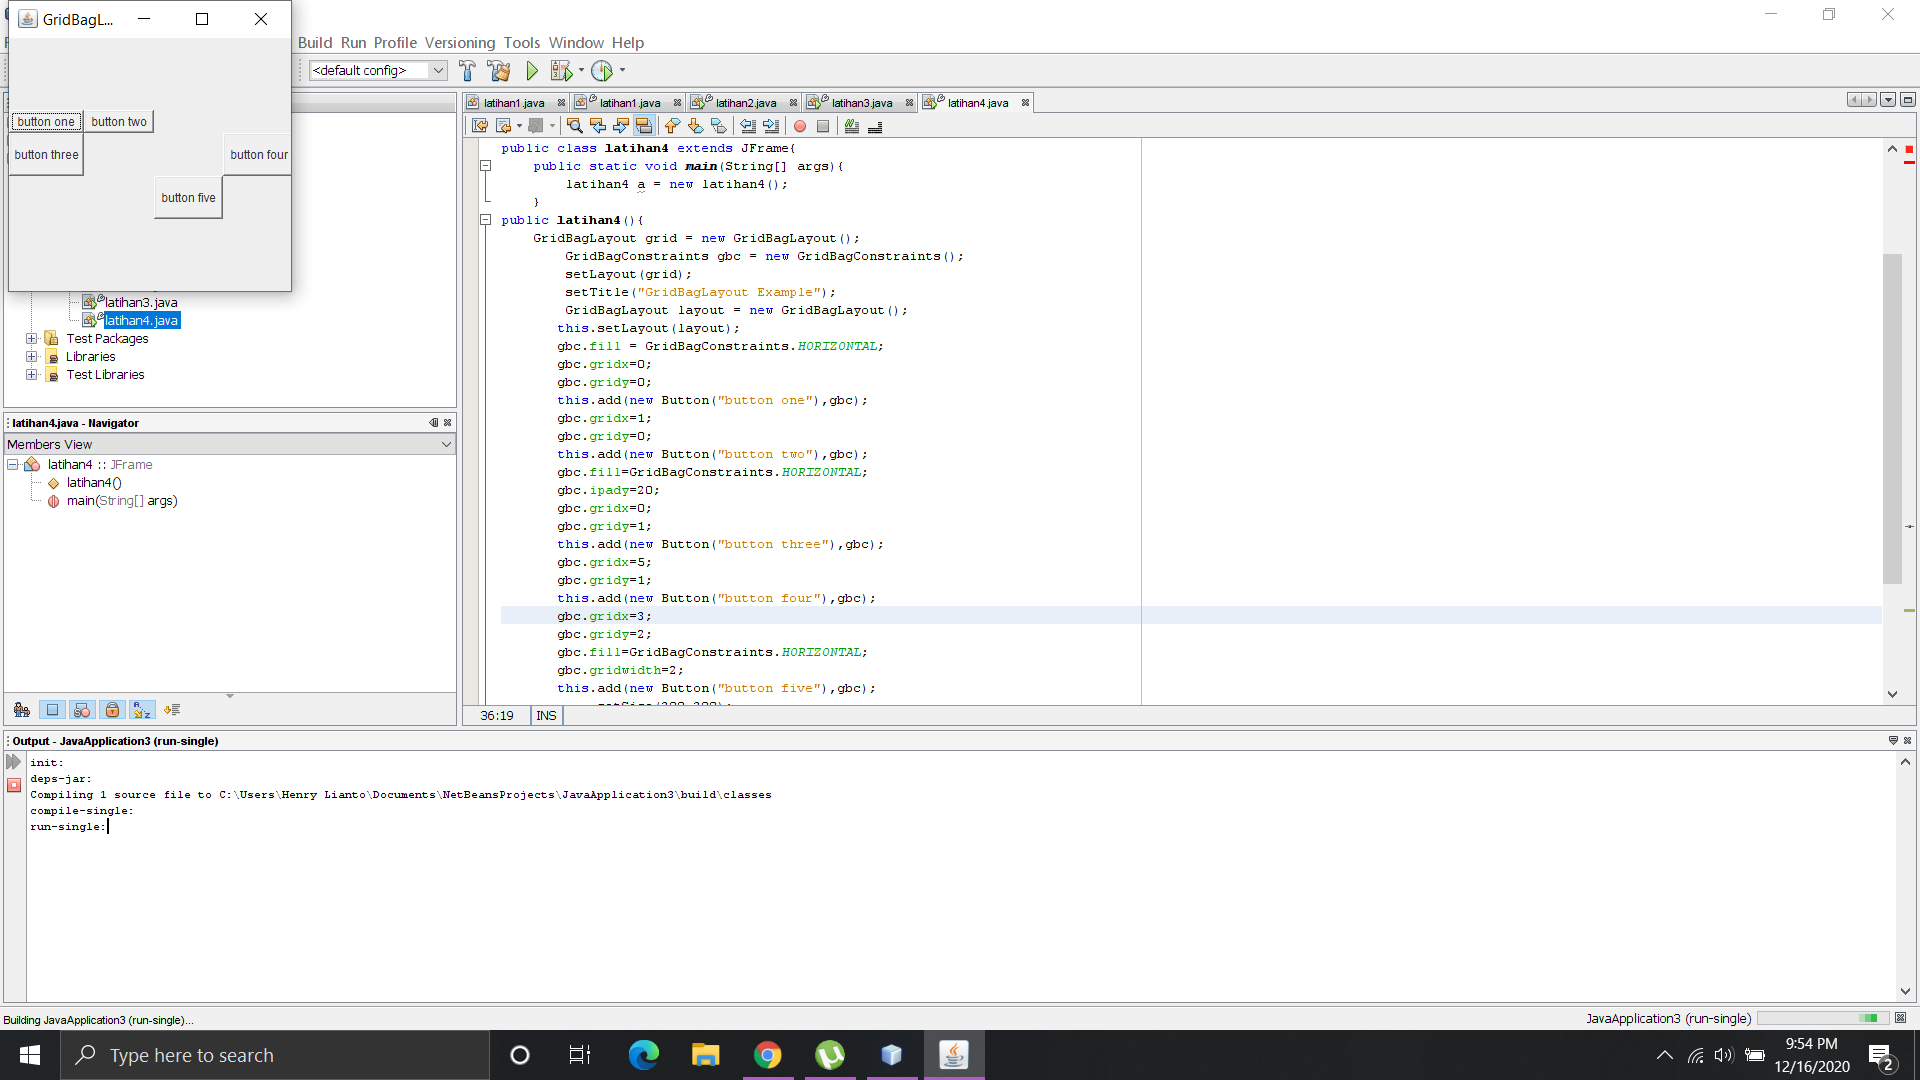 GridBagL...
Build Run Profile Versioning Tools Window Help
<default config>
button one button two
button three button four
button five
latihan3.java
latihan4.java
Test Packages
Libraries
Test Libraries
latihan4.java - Navigator
Members View
latihan4 :: JFrame
latihan4()
main(String[] args)
latihan1.java latihan1.java latihan2.java latihan3.java latihan4.java
public class latihan4 extends JFrame{
public static void main(String[] args){
latihan4 a = new latihan4();
}
public latihan4(){
GridBagLayout grid = new GridBagLayout();
GridBagConstraints gbc = new GridBagConstraints();
setLayout(grid);
setTitle("GridBagLayout Example");
GridBagLayout layout = new GridBagLayout();
this.setLayout(layout);
gbc.fill = GridBagConstraints.HORIZONTAL;
gbc.gridx=0;
gbc.gridy=0;
this.add(new Button("button one"),gbc);
gbc.gridx=1;
gbc.gridy=0;
this.add(new Button("button two"),gbc);
gbc.fill=GridBagConstraints.HORIZONTAL;
gbc.ipady=20;
gbc.gridx=0;
gbc.gridy=1;
this.add(new Button("button three"),gbc);
gbc.gridx=5;
gbc.gridy=1;
this.add(new Button("button four"),gbc);
gbc.gridx=3;
gbc.gridy=2;
gbc.fill=GridBagConstraints.HORIZONTAL;
gbc.gridwidth=2;
this.add(new Button("button five"),gbc);
36:19 INS
Output - JavaApplication3 (run-single)
init:
deps-jar:
Compiling 1 source file to C:\Users\Henry Lianto\Documents\NetBeansProjects\JavaApplication3\build\classes
compile-single:
run-single:
Building JavaApplication3 (run-single)...
JavaApplication3 (run-single)
Type here to search
9:54 PM
12/16/2020
2